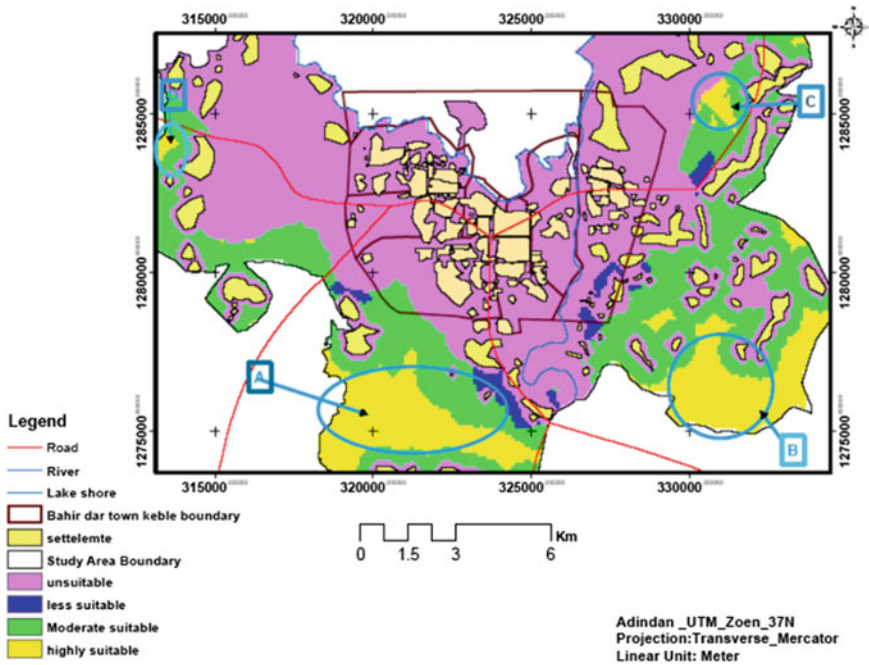 315000 320000 325000 330000
1285000 1285000
C
1280000 1280000
A
B
1275000 1275000
315000 320000 325000 330000
Legend
Road
River
Lake shore
Bahir dar town keble boundary
settelemte
Study Area Boundary
unsuitable
less suitable
Moderate suitable
highly suitable
Km
0 1.5 3 6
Adindan _UTM_Zoen_37N
Projection:Transverse_Mercator
Linear Unit: Meter